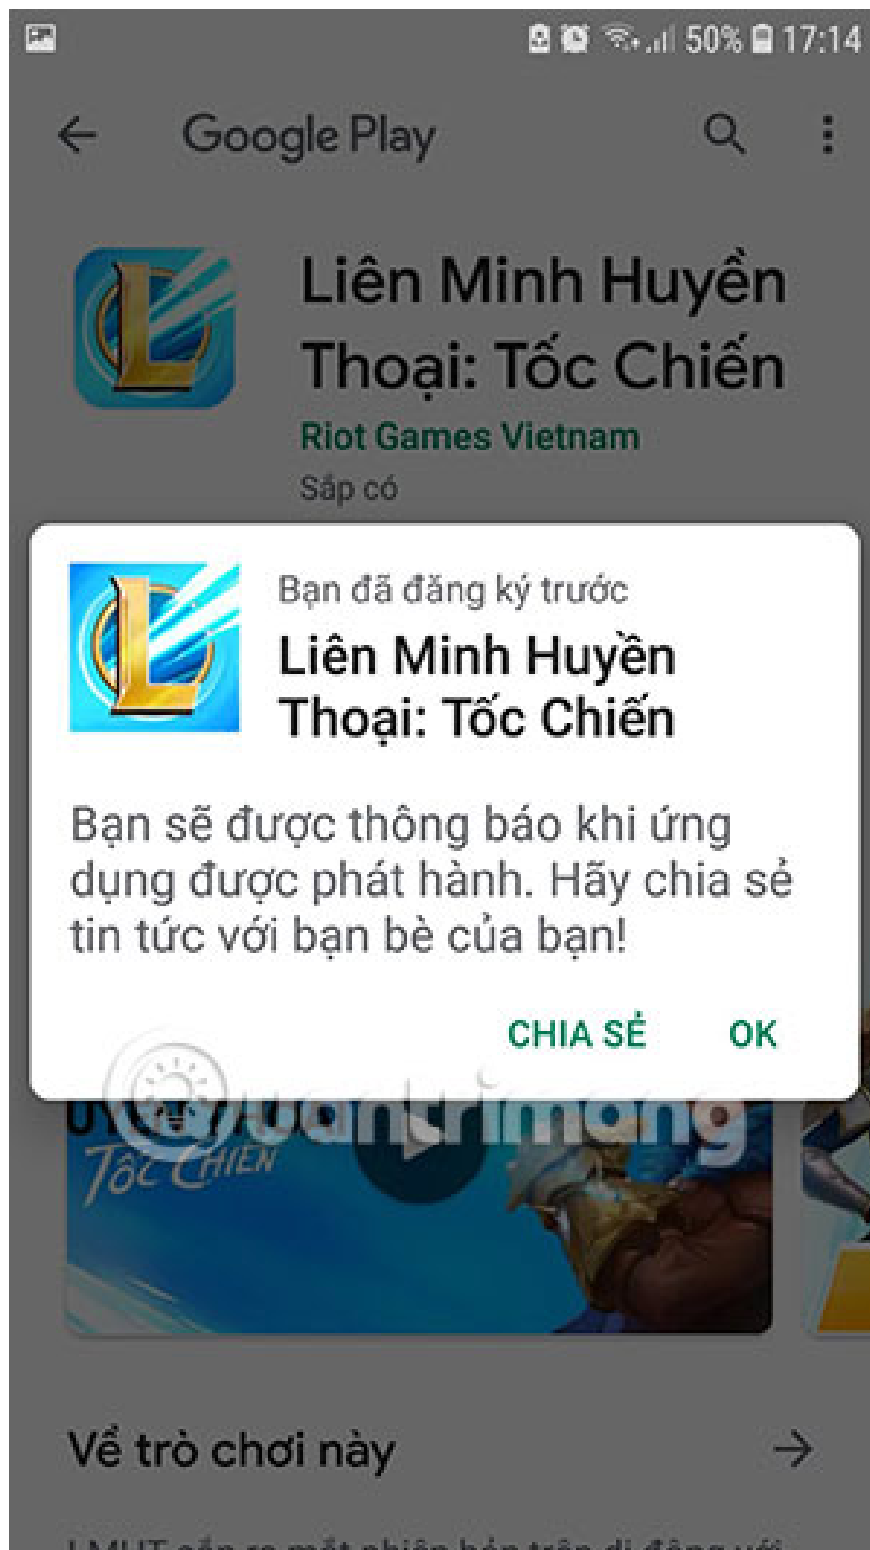 50% 17:14
Google Play
Liên Minh Huyền
Thoại: Tốc Chiến
Riot Games Vietnam
Sắp có
Bạn đã đăng ký trước
Liên Minh Huyền
Thoại: Tốc Chiến
Bạn sẽ được thông báo khi ứng
dụng được phát hành. Hãy chia sẻ
tin tức với bạn bè của bạn!
CHIA SẺ OK
Quantrimang
TỐC CHIẾN
Về trò chơi này